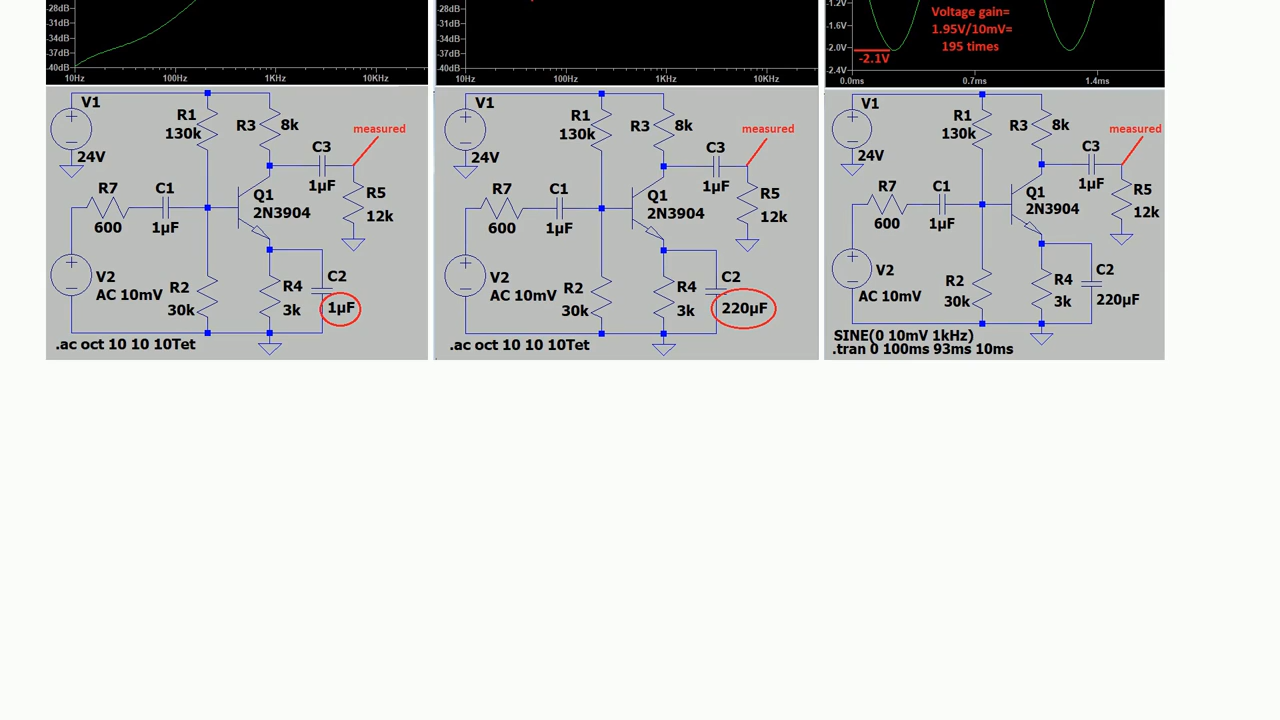 -28dB
-31dB
-34dB
-37dB
-40dB
10Hz 100Hz 1KHz 10KHz
V1
24V
R1
130k
R3 8k
measured
C3
1µF
R7
600
C1
1µF
Q1
2N3904
R5
12k
V2
AC 10mV
R2
30k
R4
3k
C2
1µF
.ac oct 10 10 10Tet
-28dB
-31dB
-34dB
-37dB
-40dB
10Hz 100Hz 1KHz 10KHz
V1
24V
R1
130k
R3 8k
measured
C3
1µF
R7
600
C1
1µF
Q1
2N3904
R5
12k
V2
AC 10mV
R2
30k
R4
3k
C2
220µF
.ac oct 10 10 10Tet
-1.2V
-1.6V
-2.0V
-2.4V
-2.1V
Voltage gain=
1.95V/10mV=
195 times
0.0ms 0.7ms 1.4ms
V1
24V
R1
130k
R3 8k
measured
C3
1µF
R7
600
C1
1µF
Q1
2N3904
R5
12k
V2
AC 10mV
R2
30k
R4
3k
C2
220µF
SINE(0 10mV 1kHz)
.tran 0 100ms 93ms 10ms